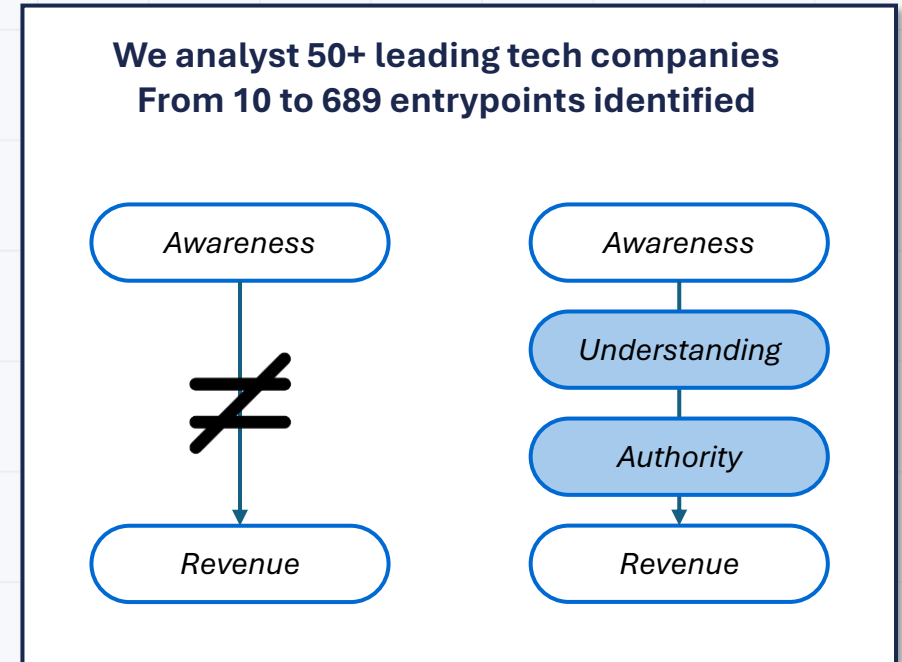 We analyst 50+ leading tech companies
From 10 to 689 entrypoints identified
Awareness
Awareness
Understanding
≠
Authority
Revenue
Revenue